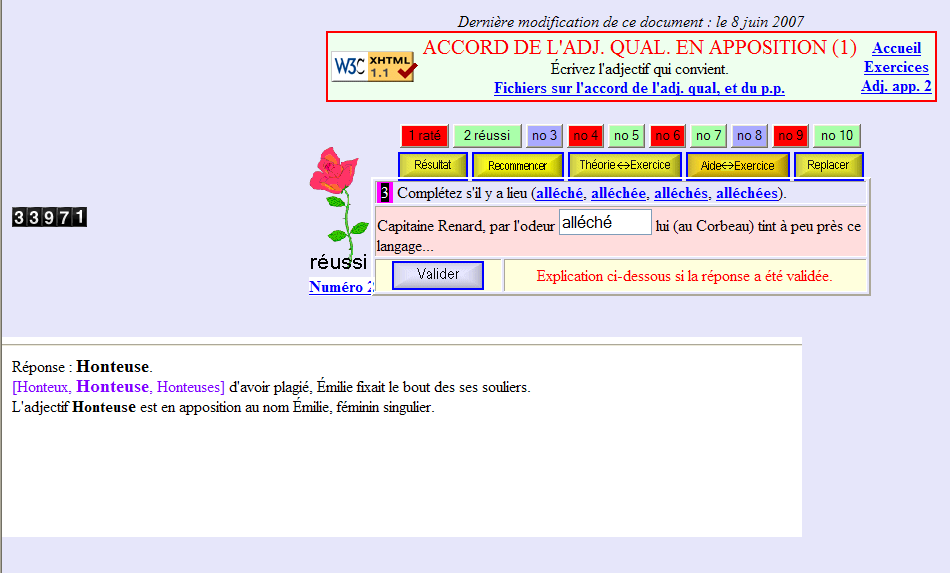 Dernière modification de ce document : le 8 juin 2007
W3C XHTML 1.1
ACCORD DE L'ADJ. QUAL. EN APPOSITION (1)
Écrivez l'adjectif qui convient.
Fichiers sur l'accord de l'adj. qual, et du p.p.
Accueil
Exercices
Adj. app. 2
1 raté 2 réussi no 3 no 4 no 5 no 6 no 7 no 8 no 9 no 10
Résultat Recommencer Théorie<->Exercice Aide<->Exercice Replacer
3 Complétez s'il y a lieu (alléché, alléchée, alléchés, alléchées).
33971
Capitaine Renard, par l'odeur alléché lui (au Corbeau) tint à peu près ce
langage...
réussi
Valider Explication ci-dessous si la réponse a été validée.
Numéro 2
Réponse : Honteuse.
[Honteux, Honteuse, Honteuses] d'avoir plagié, Émilie fixait le bout des ses souliers.
L'adjectif Honteuse est en apposition au nom Émilie, féminin singulier.